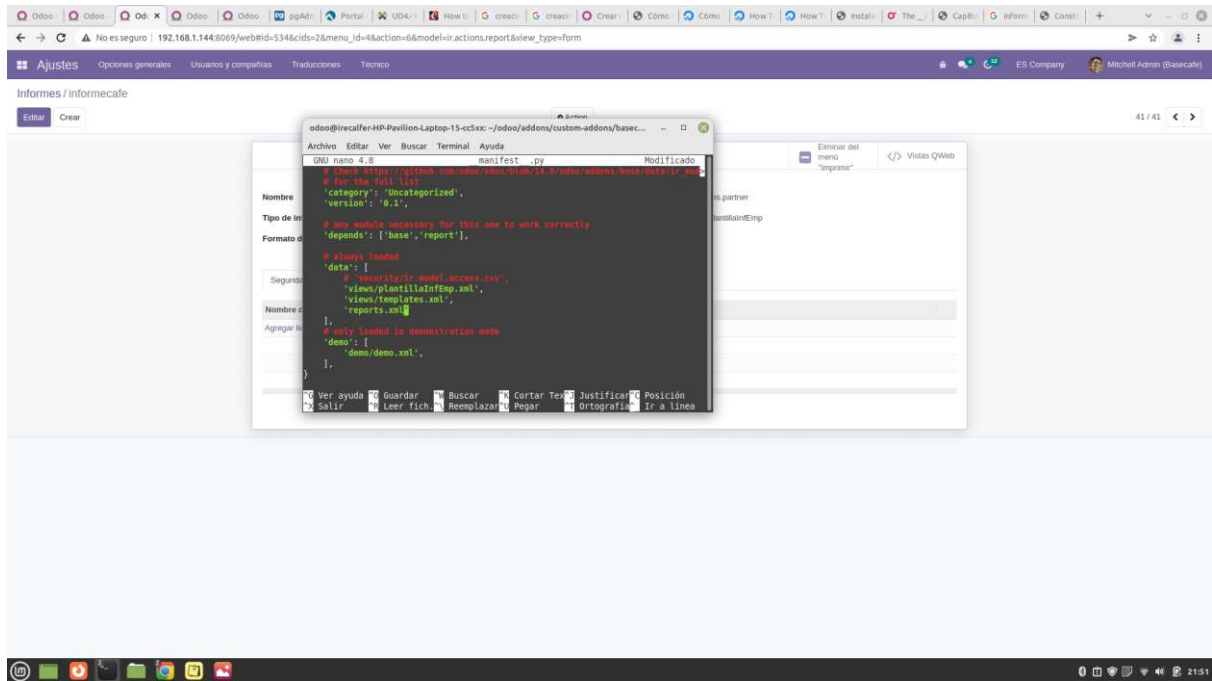 Odoo Odoo Od Odoo Odoo pgAdn Portal UD4.- How t G creaci G creaci Crear Cómo Cómo How T How T Instala The _ Capítu G inform Const
No es seguro 192.168.1.144:8069/web#id=534&cids=2&menu_id=4&action=6&model=ir.actions.report&view_type=form
Ajustes Opciones generales Usuarios y compañías Traducciones Técnico ES Company Mitchell Admin (Basecafe)
Informes / informecafe
Editar Crear Action 41 / 41
odoo@irecalfer-HP-Pavilion-Laptop-15-cc5xx: ~/odoo/addons/custom-addons/basec...
Archivo Editar Ver Buscar Terminal Ayuda
GNU nano 4.8 __manifest__.py Modificado
# Check https://github.com/odoo/odoo/blob/14.0/odoo/addons/base/data/ir_mod>
# for the full list
'category': 'Uncategorized',
'version': '0.1',
# any module necessary for this one to work correctly
'depends': ['base','report'],
# always loaded
'data': [
# 'security/ir.model.access.csv',
'views/plantillaInfEmp.xml',
'views/templates.xml',
'reports.xml'
],
# only loaded in demonstration mode
'demo': [
'demo/demo.xml',
],
}
^G Ver ayuda ^O Guardar ^W Buscar ^K Cortar Tex ^J Justificar ^C Posición
^X Salir ^R Leer fich. ^\ Reemplazar ^U Pegar ^T Ortografía ^_ Ir a línea
Eliminar del
menú
"Imprimir"
</> Vistas QWeb
Nombre
Tipo de in
Formato d
es.partner
lantillaInfEmp
Segurida
Nombre d
Agregar lí
21:51